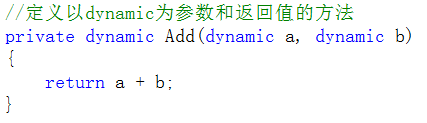 //定义以dynamic为参数和返回值的方法
private dynamic Add(dynamic a, dynamic b)
{
    return a + b;
}